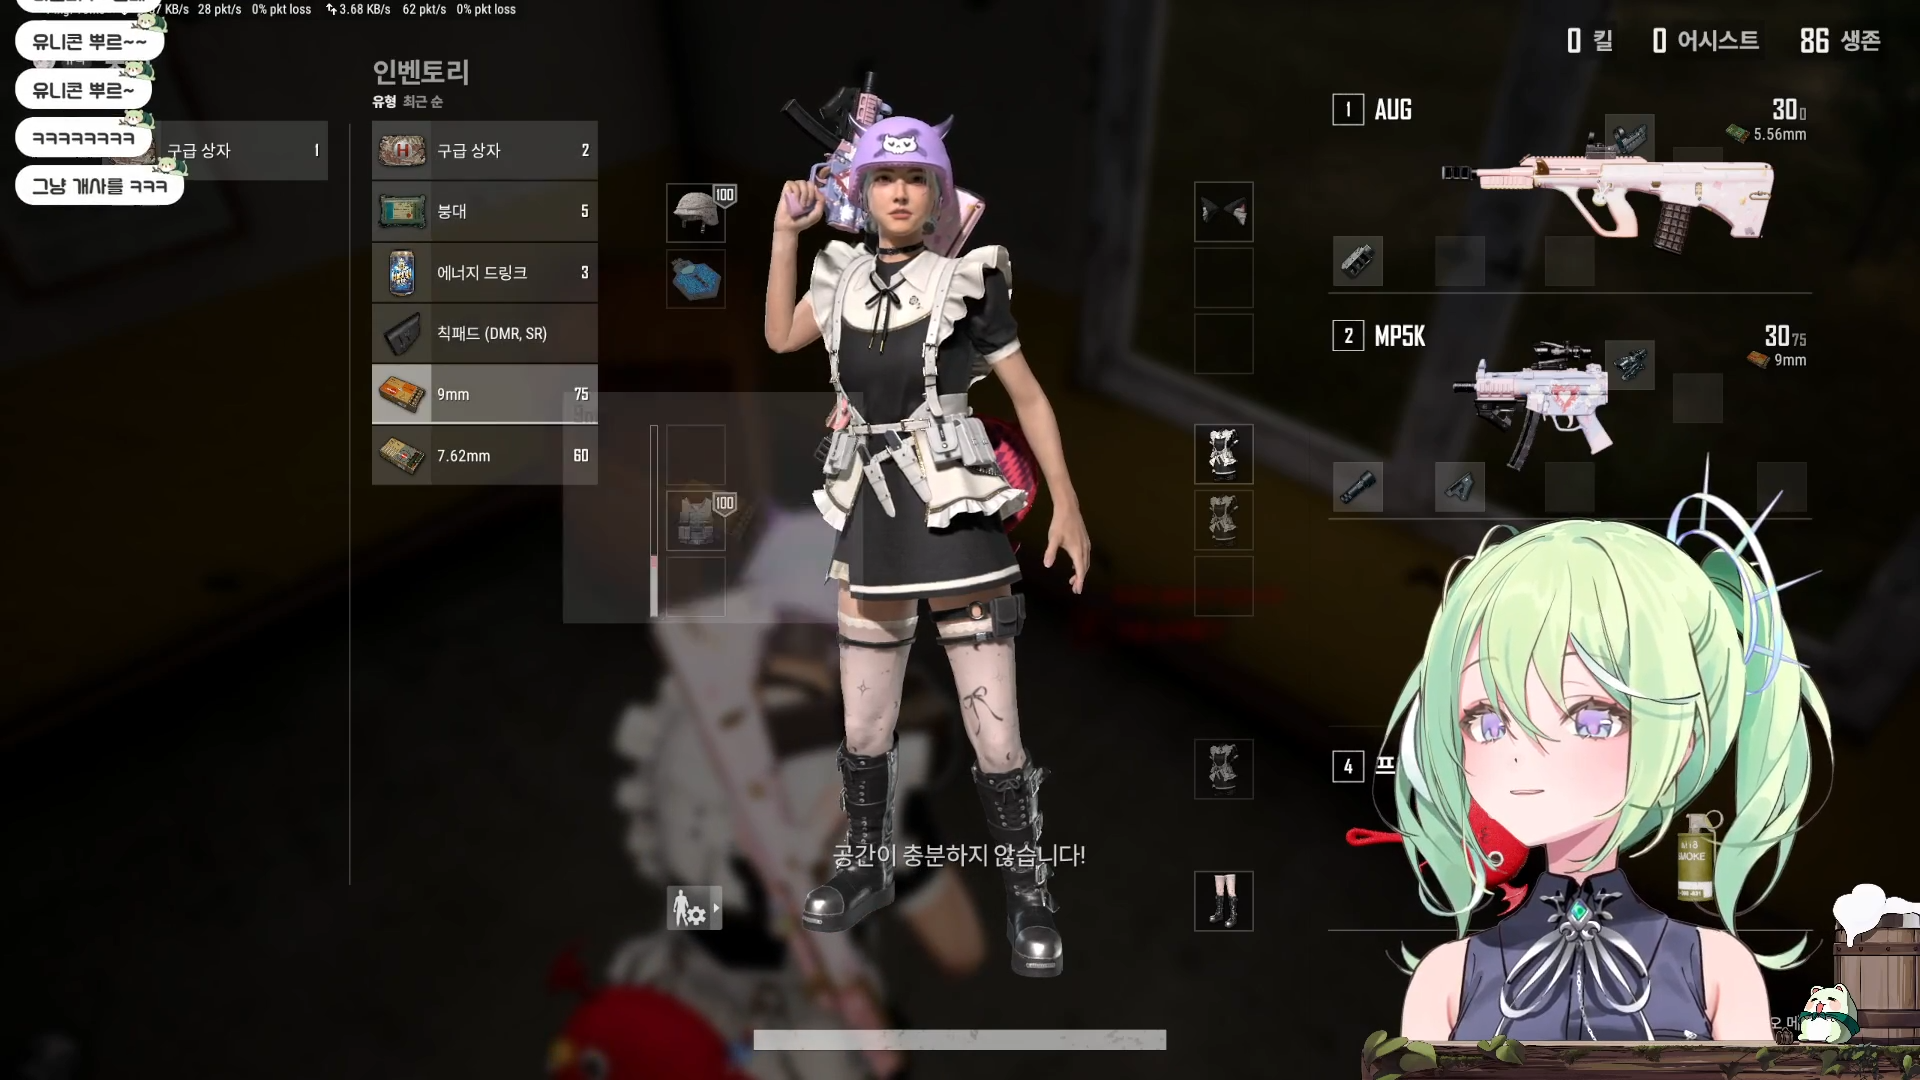 KB/s 28 pkt/s 0% pkt loss 3.68 KB/s 62 pkt/s 0% pkt loss
유니콘 뿌르~~
유니콘 뿌르~
ㅋㅋㅋㅋㅋㅋㅋㅋ
그냥 개사를 ㅋㅋㅋ
구급 상자 1
인벤토리
유형 최근 순
구급 상자 2
붕대 5
에너지 드링크 3
칙패드 (DMR, SR)
9mm 75
7.62mm 60
100
100
공간이 충분하지 않습니다!
0 킬 0 어시스트 86 생존
1 AUG 30 0
5.56mm
2 MP5K 30 75
9mm
4 프
M18
SMOKE